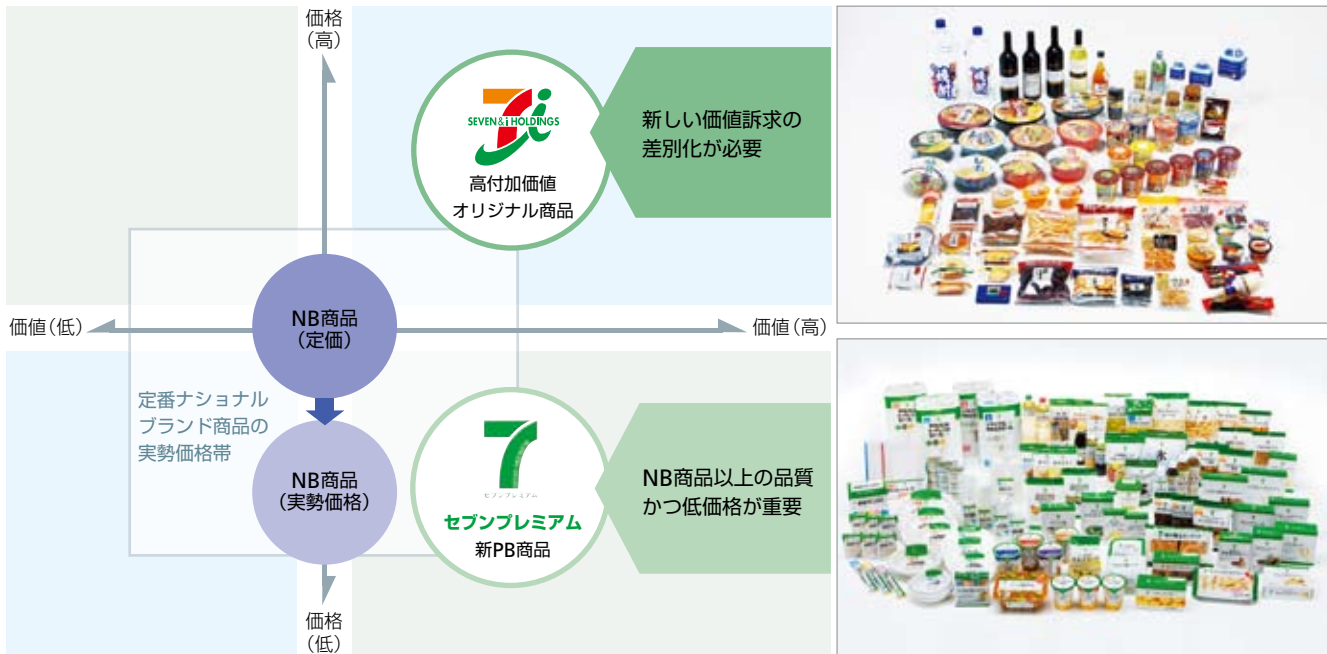 価格
（高）
SEVEN&i HOLDINGS
高付加価値
オリジナル商品
新しい価値訴求の
差別化が必要
価値（低）
NB商品
（定価）
価値（高）
定番ナショナル
ブランド商品の
実勢価格帯
NB商品
（実勢価格）
セブンプレミアム
セブンプレミアム
新PB商品
NB商品以上の品質
かつ低価格が重要
価格
（低）